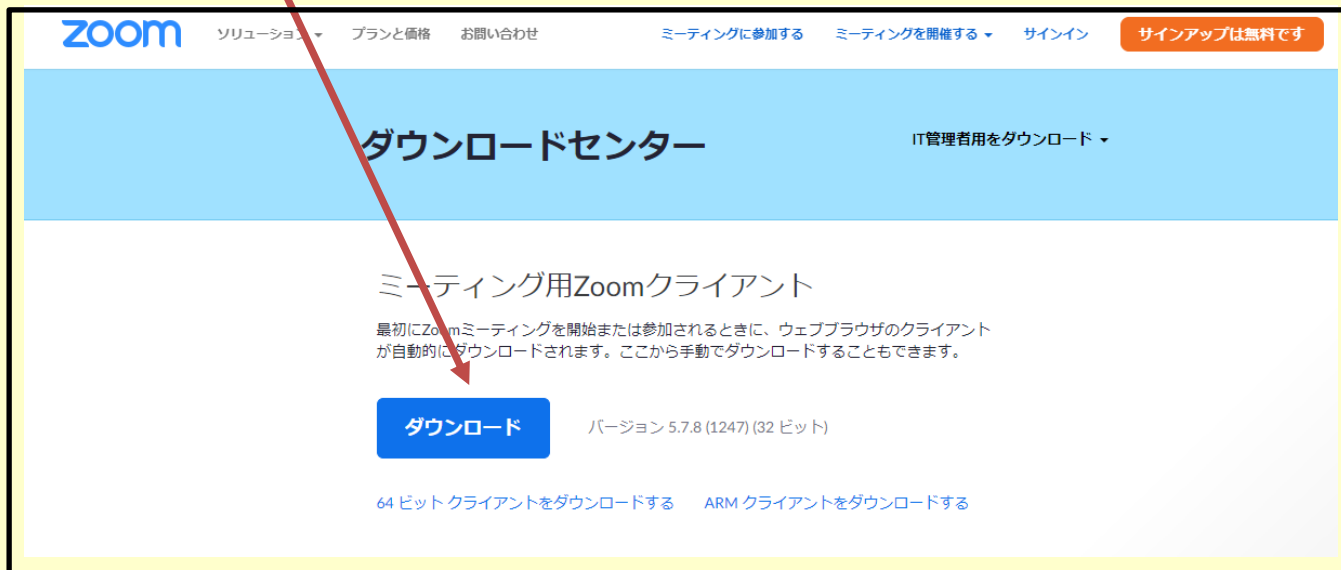 zoom ソリューション プランと価格 お問い合わせ ミーティングに参加する ミーティングを開催する サインイン サインアップは無料です
ダウンロードセンター IT管理者用をダウンロード
ミーティング用Zoomクライアント
最初にZoomミーティングを開始または参加されるときに、ウェブブラウザのクライアント
が自動的にダウンロードされます。ここから手動でダウンロードすることもできます。
ダウンロード バージョン 5.7.8 (1247) (32 ビット)
64 ビット クライアントをダウンロードする ARM クライアントをダウンロードする